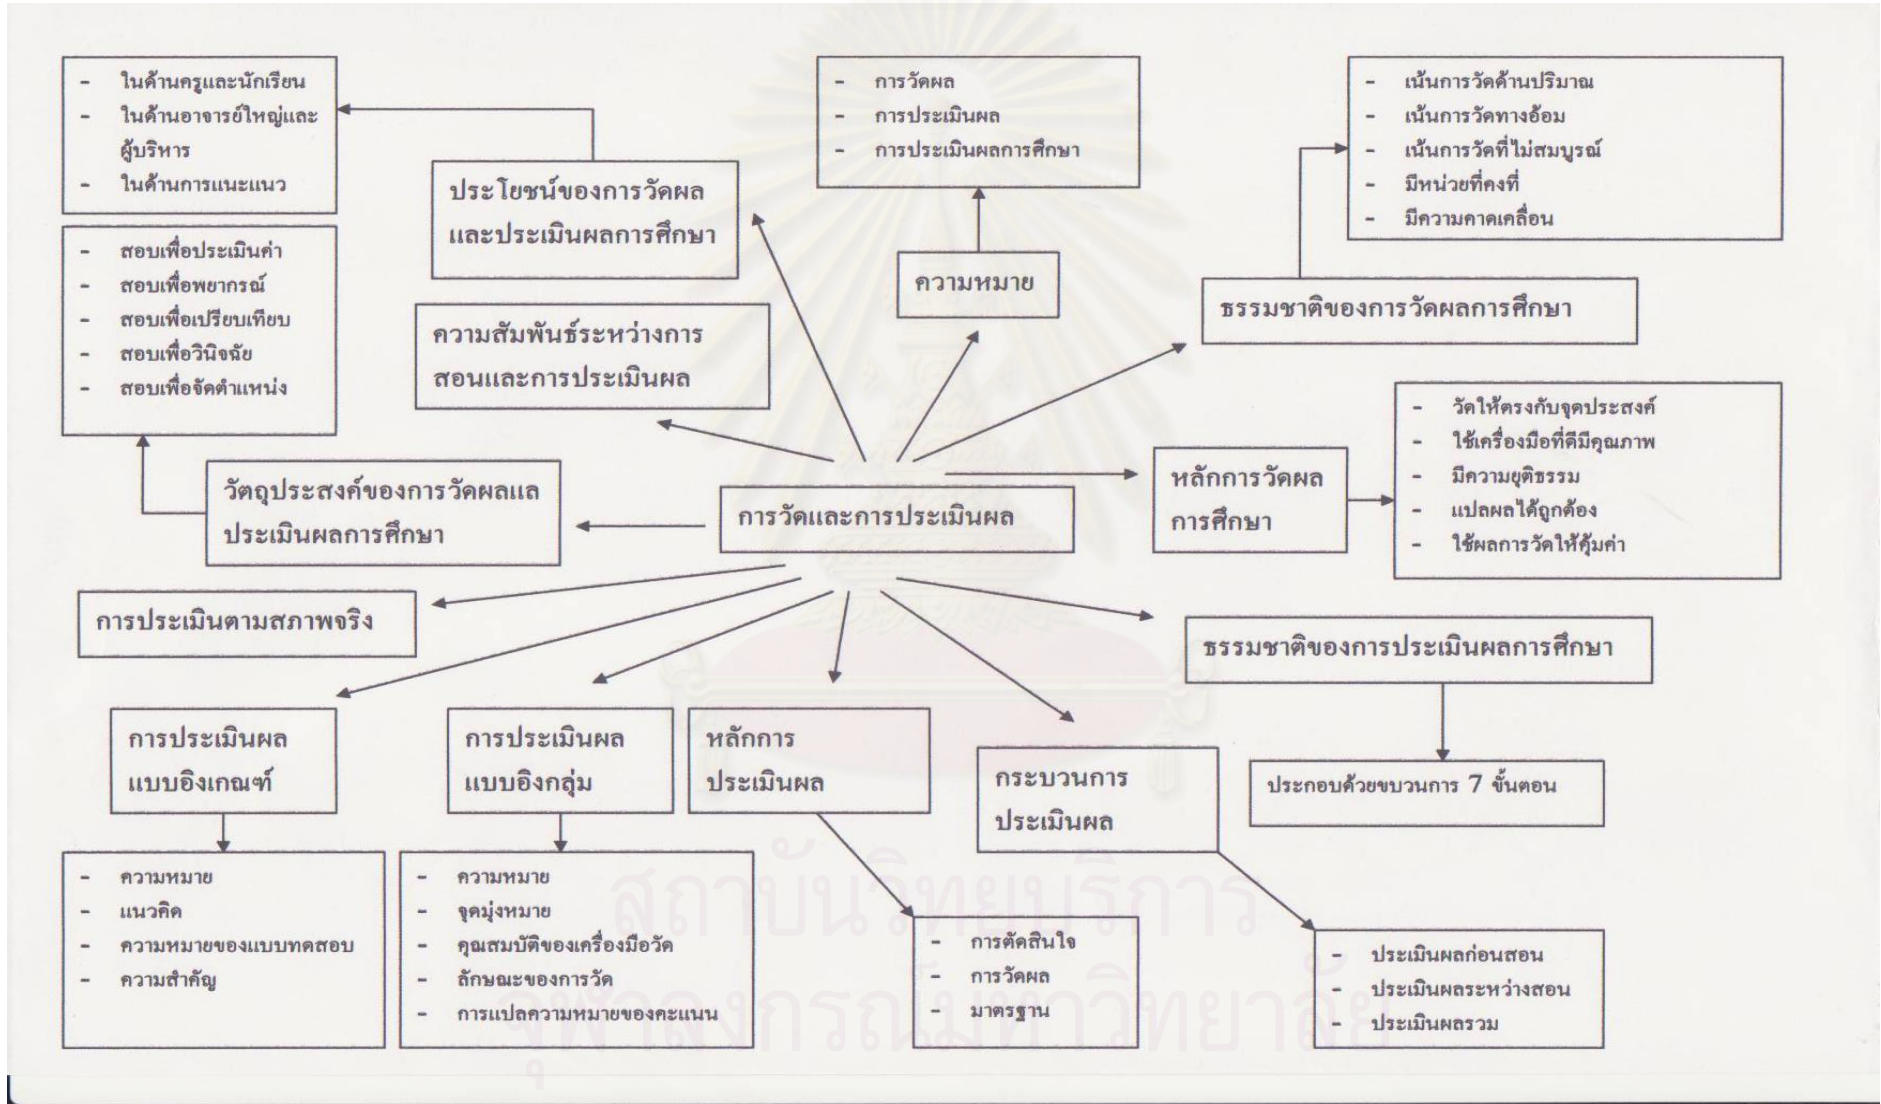 - ในด้านครูและนักเรียน
- ในด้านอาจารย์ใหญ่และ
ผู้บริหาร
- ในด้านการแนะแนว
ประโยชน์ของการวัดผล
และประเมินผลการศึกษา
- การวัดผล
- การประเมินผล
- การประเมินผลการศึกษา
ความหมาย
- เน้นการวัดด้านปริมาณ
- เน้นการวัดทางอ้อม
- เน้นการวัดที่ไม่สมบูรณ์
- มีหน่วยที่คงที่
- มีความคาดเคลื่อน
ธรรมชาติของการวัดผลการศึกษา
- สอบเพื่อประเมินค่า
- สอบเพื่อพยากรณ์
- สอบเพื่อเปรียบเทียบ
- สอบเพื่อวินิจฉัย
- สอบเพื่อจัดตำแหน่ง
ความสัมพันธ์ระหว่างการ
สอนและการประเมินผล
วัตถุประสงค์ของการวัดผลแล
ประเมินผลการศึกษา
การวัดและการประเมินผล
หลักการวัดผล
การศึกษา
- วัดให้ตรงกับจุดประสงค์
- ใช้เครื่องมือที่ดีมีคุณภาพ
- มีความยุติธรรม
- แปลผลได้ถูกต้อง
- ใช้ผลการวัดให้คุ้มค่า
การประเมินตามสภาพจริง
ธรรมชาติของการประเมินผลการศึกษา
ประกอบด้วยขบวนการ 7 ขั้นตอน
การประเมินผล
แบบอิงเกณฑ์
การประเมินผล
แบบอิงกลุ่ม
หลักการ
ประเมินผล
กระบวนการ
ประเมินผล
- ความหมาย
- แนวคิด
- ความหมายของแบบทดสอบ
- ความสำคัญ
- ความหมาย
- จุดมุ่งหมาย
- คุณสมบัติของเครื่องมือวัด
- ลักษณะของการวัด
- การแปลความหมายของคะแนน
- การตัดสินใจ
- การวัดผล
- มาตรฐาน
- ประเมินผลก่อนสอน
- ประเมินผลระหว่างสอน
- ประเมินผลรวม
สถาบันวิทยบริการ
จุฬาลงกรณ์มหาวิทยาลัย